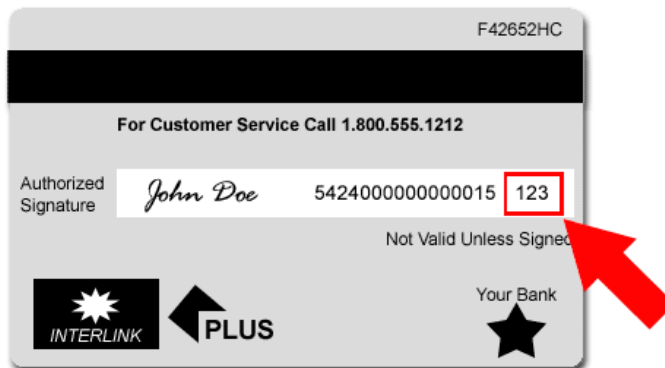 F42652HC
For Customer Service Call 1.800.555.1212
Authorized
Signature
John Doe 5424000000000015 123
Not Valid Unless Signed
INTERLINK
PLUS
Your Bank